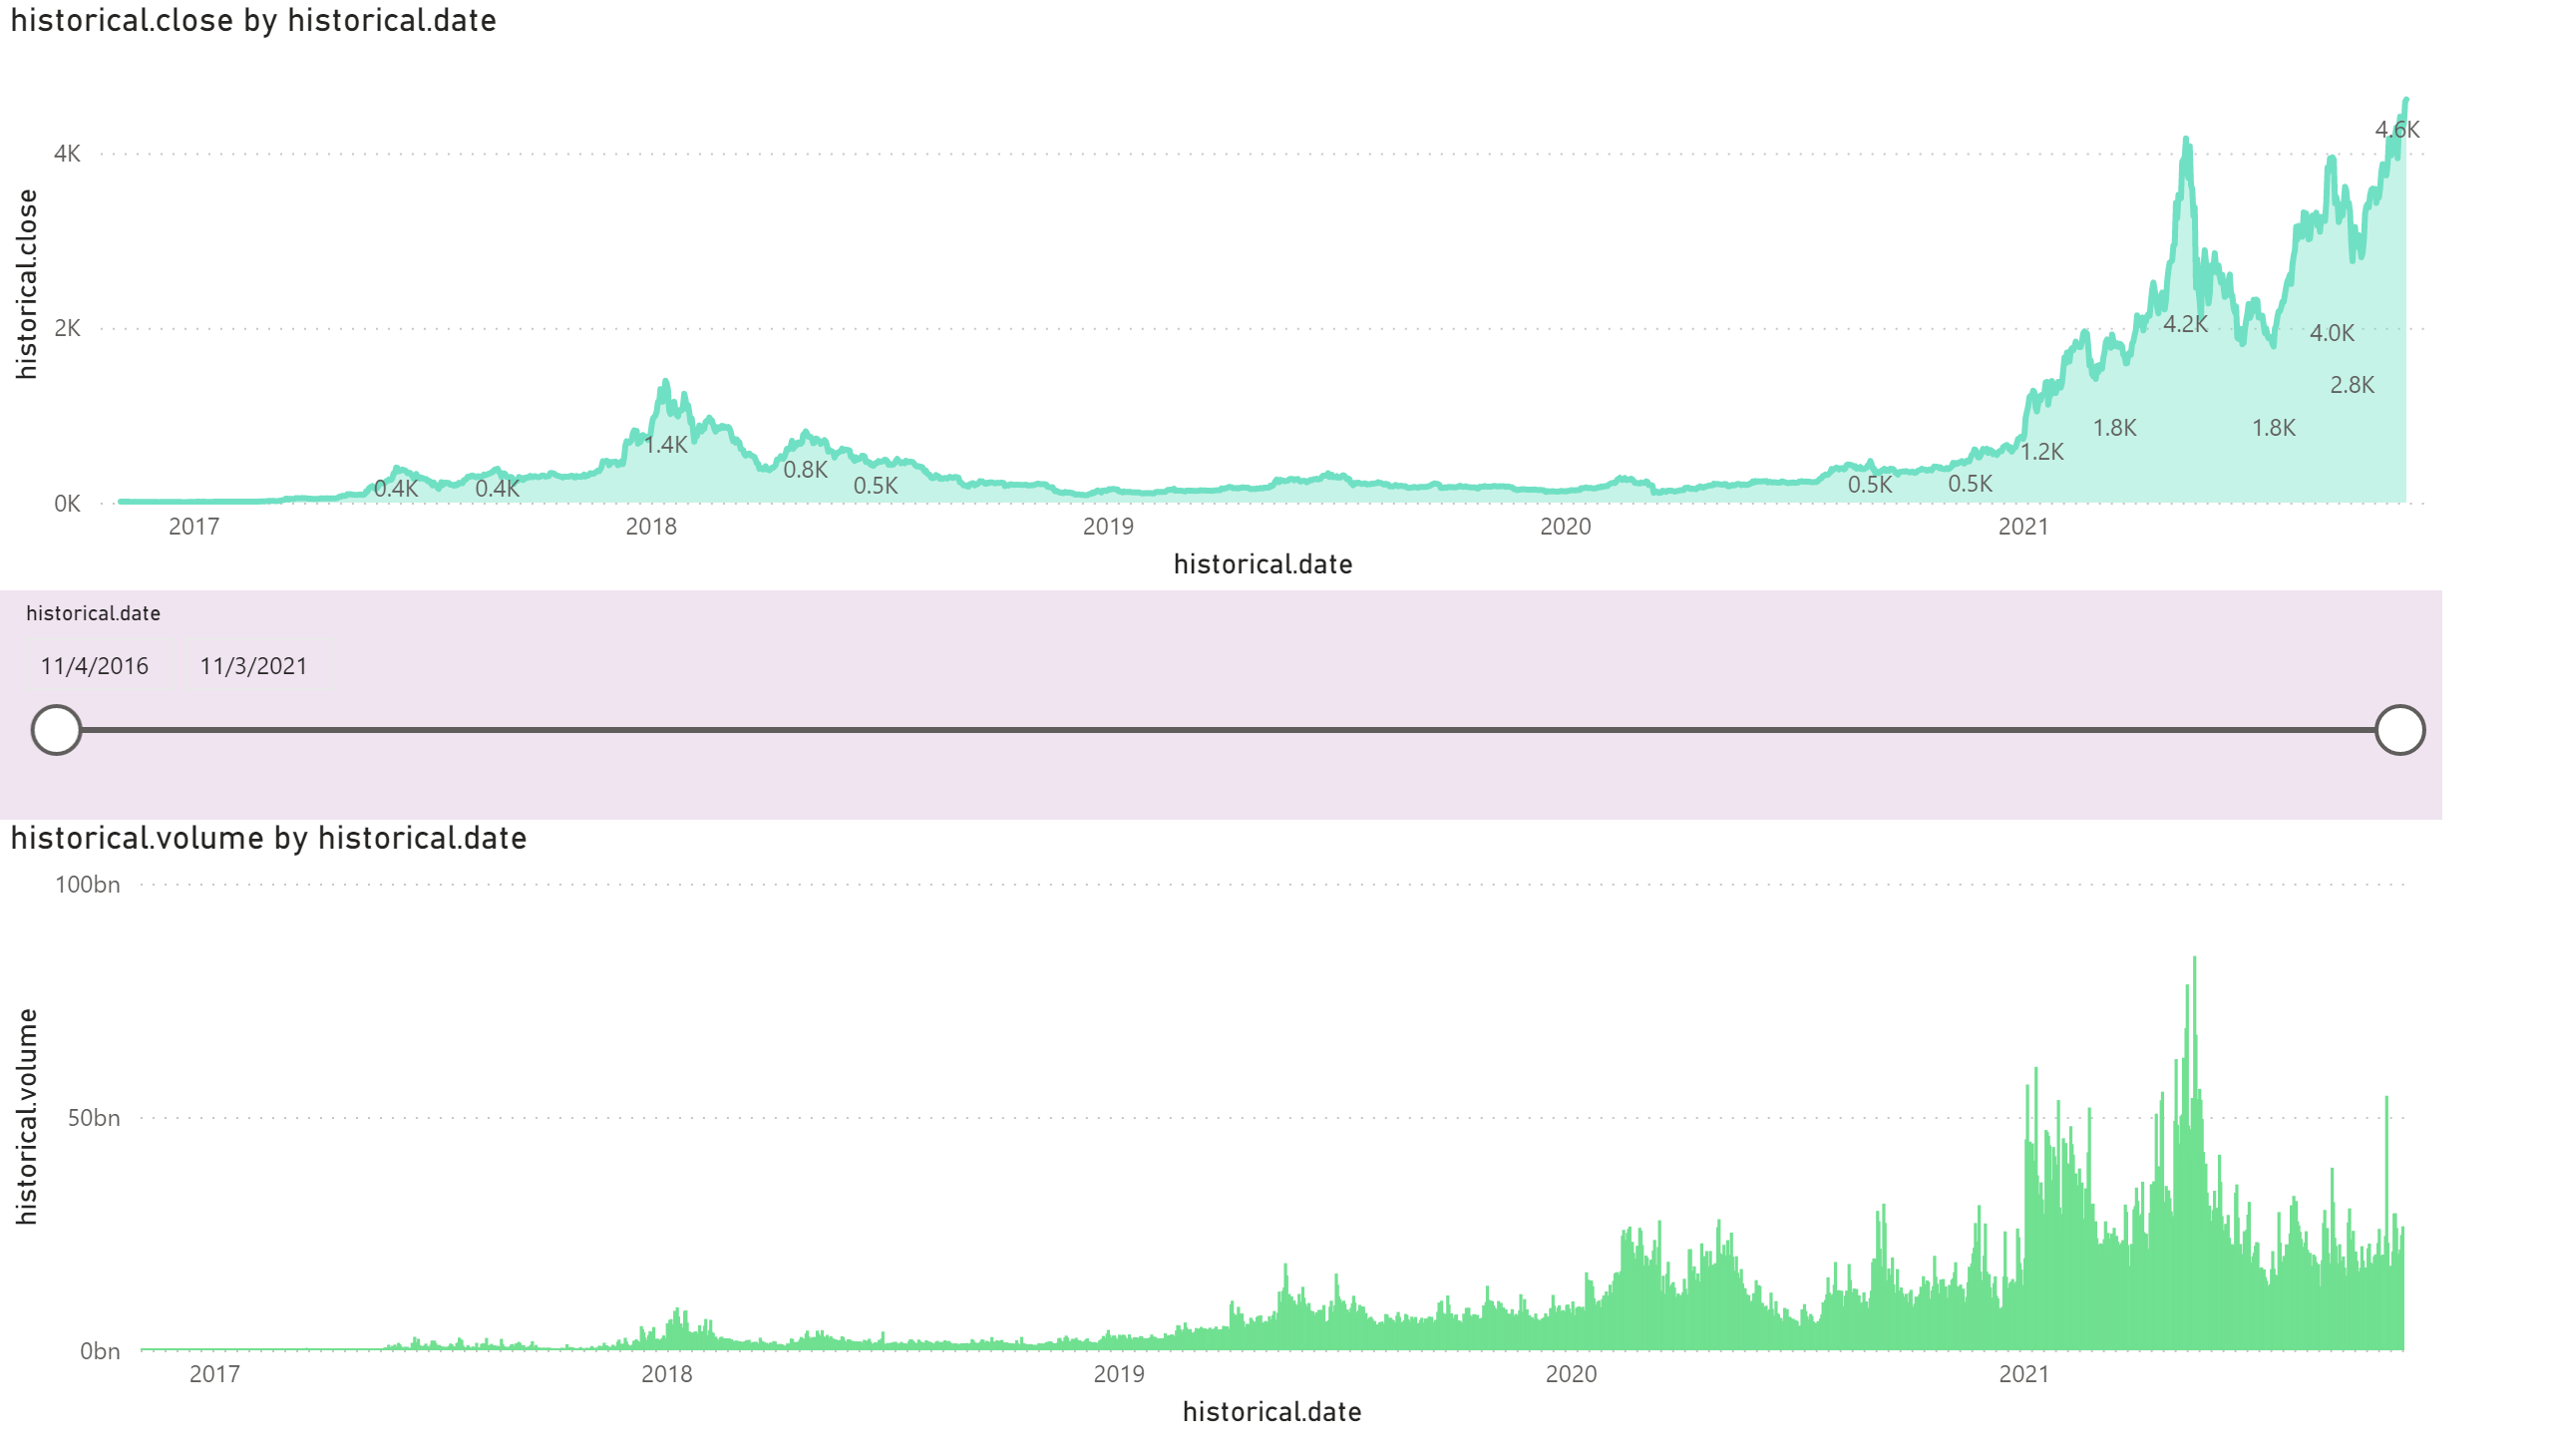 historical.close by historical.date
historical.close
4K
2K
0K
0.4K
0.4K
1.4K
0.8K
0.5K
0.5K
0.5K
1.2K
1.8K
4.2K
1.8K
4.0K
2.8K
4.6K
2017 2018 2019 2020 2021
historical.date
historical.date
11/4/2016 11/3/2021
historical.volume by historical.date
historical.volume
100bn
50bn
0bn
2017 2018 2019 2020 2021
historical.date